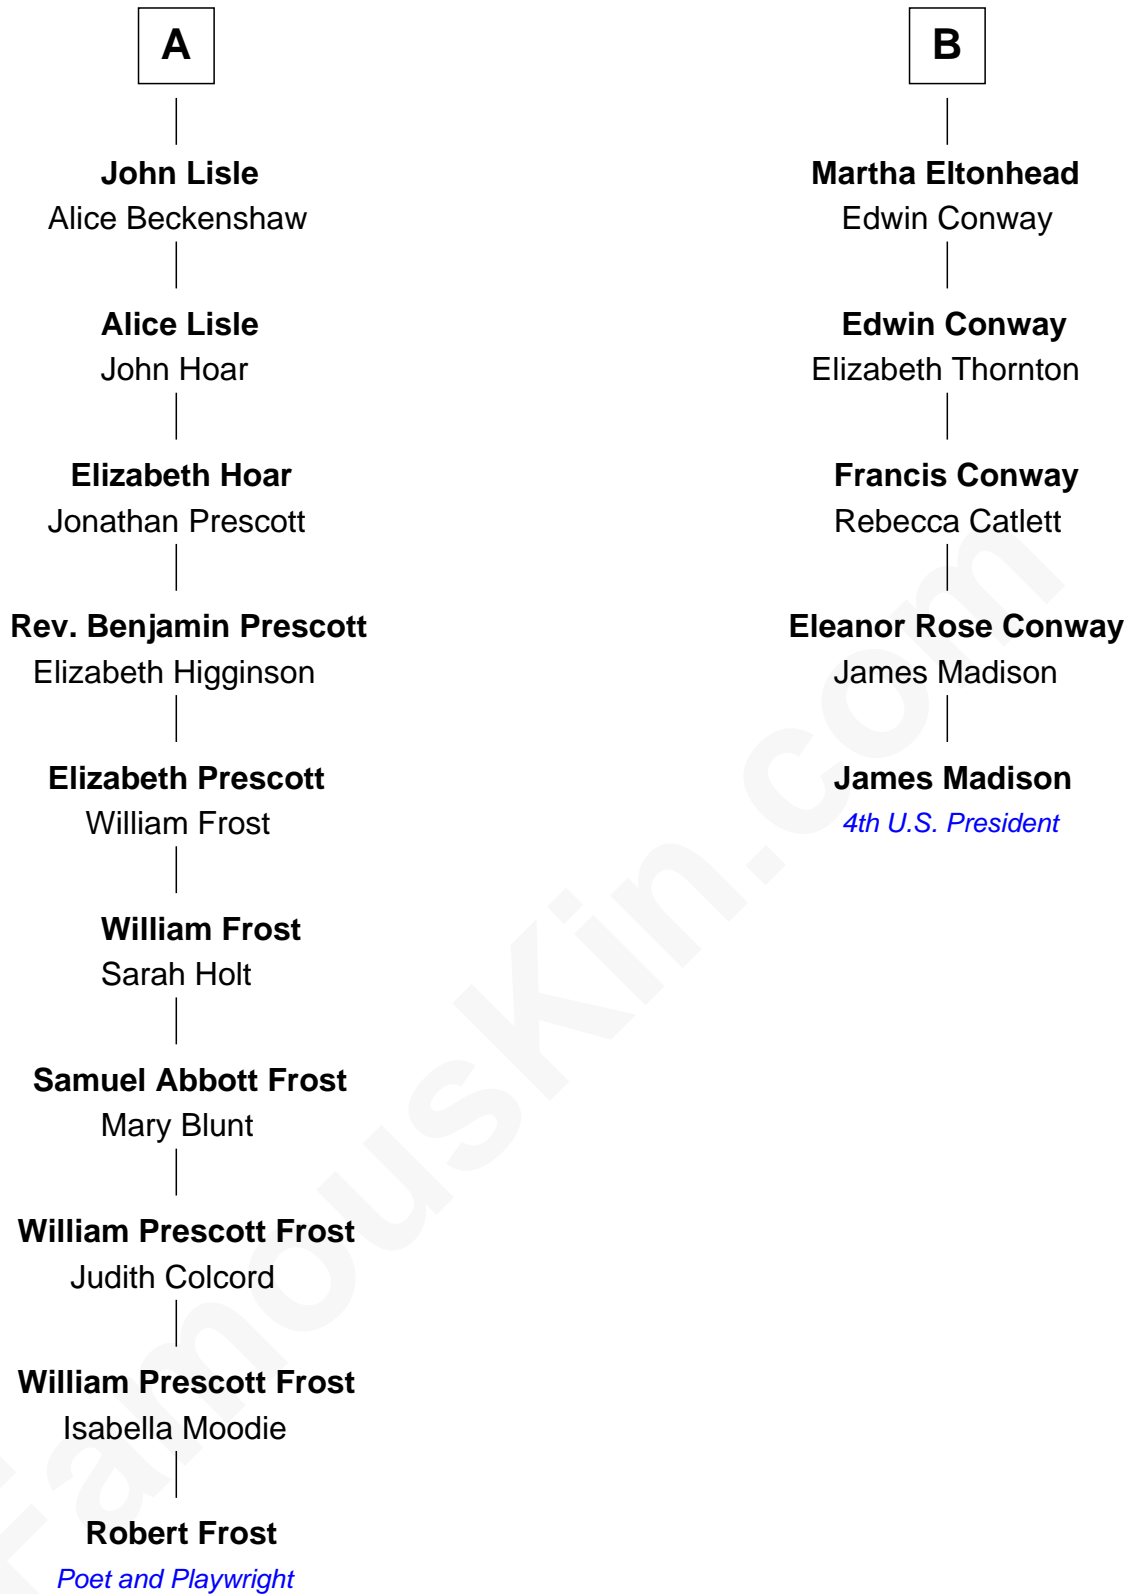 A
John Lisle
Alice Beckenshaw
Alice Lisle
John Hoar
Elizabeth Hoar
Jonathan Prescott
Rev. Benjamin Prescott
Elizabeth Higginson
Elizabeth Prescott
William Frost
William Frost
Sarah Holt
Samuel Abbott Frost
Mary Blunt
William Prescott Frost
Judith Colcord
William Prescott Frost
Isabella Moodie
Robert Frost
Poet and Playwright
B
Martha Eltonhead
Edwin Conway
Edwin Conway
Elizabeth Thornton
Francis Conway
Rebecca Catlett
Eleanor Rose Conway
James Madison
James Madison
4th U.S. President
FamousKin.com